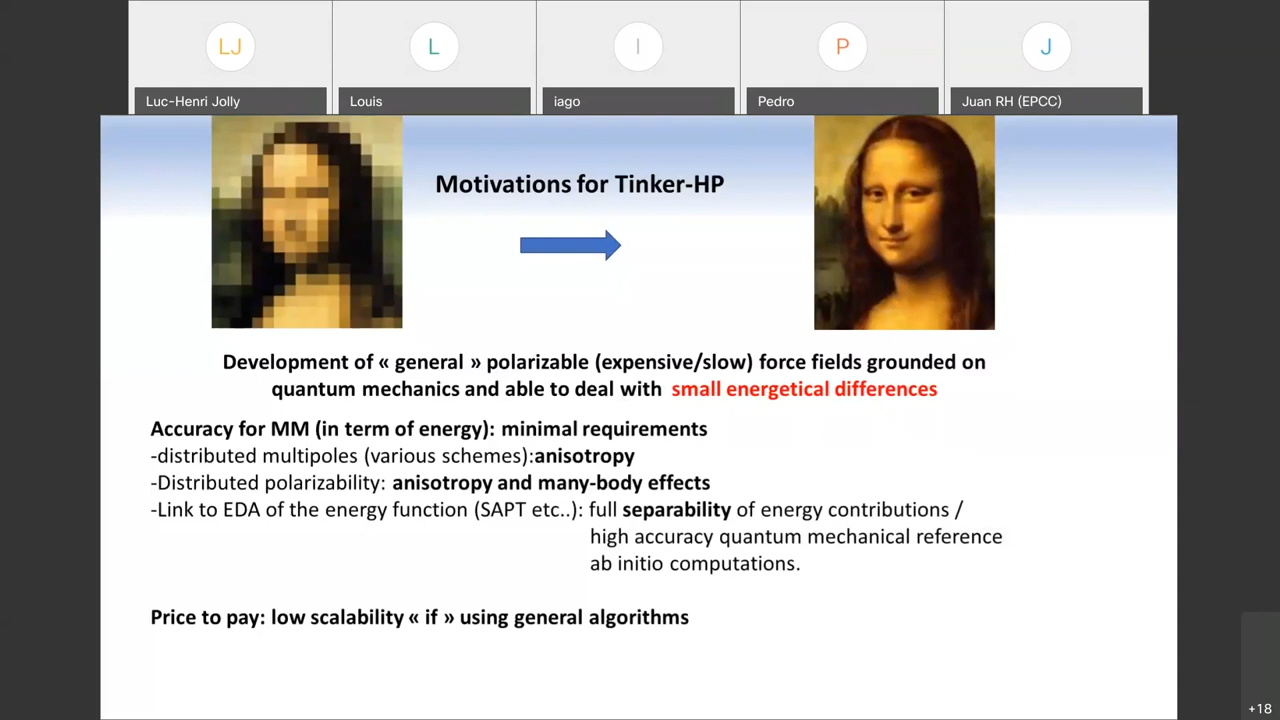 LJ
L
I
P
J
Luc-Henri Jolly
Louis
iago
Pedro
Juan RH (EPCC)
Motivations for Tinker-HP
Development of « general » polarizable (expensive/slow) force fields grounded on
quantum mechanics and able to deal with small energetical differences
Accuracy for MM (in term of energy): minimal requirements
-distributed multipoles (various schemes):anisotropy
-Distributed polarizability: anisotropy and many-body effects
-Link to EDA of the energy function (SAPT etc..): full separability of energy contributions /
high accuracy quantum mechanical reference
ab initio computations.
Price to pay: low scalability « if » using general algorithms
+18